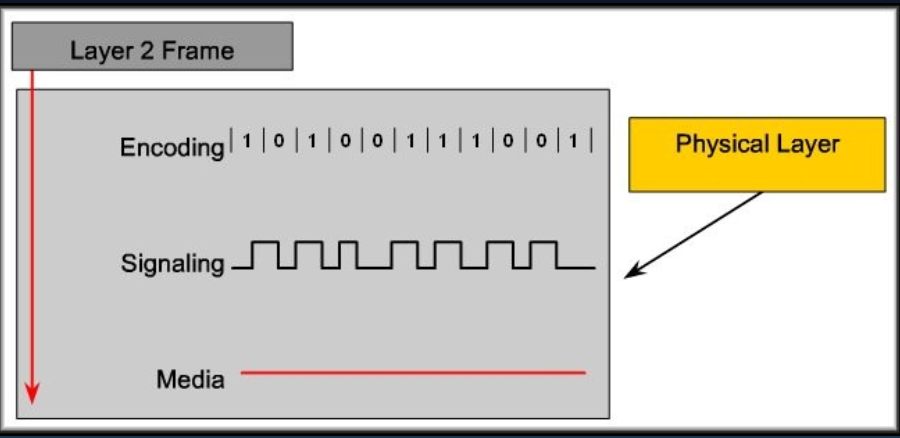 Layer 2 Frame
Encoding | 1 | 0 | 1 | 0 | 0 | 1 | 1 | 1 | 0 | 0 | 1 |
Physical Layer
Signaling
Media